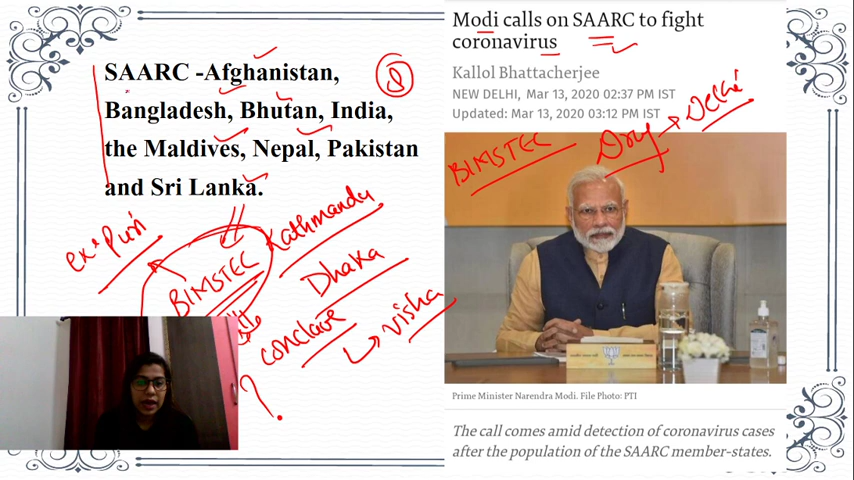 SAARC -Afghanistan,
Bangladesh, Bhutan, India,
the Maldives, Nepal, Pakistan
and Sri Lanka.
8
ex: Puri
BIMSTEC
Kathmandu
Dhaka
conclave
visha
?
Modi calls on SAARC to fight
coronavirus
Kallol Bhattacherjee
NEW DELHI, Mar 13, 2020 02:37 PM IST
Updated: Mar 13, 2020 03:12 PM IST
BIMSTEC
Drug → Delhi
Prime Minister Narendra Modi. File Photo: PTI
The call comes amid detection of coronavirus cases
after the population of the SAARC member-states.